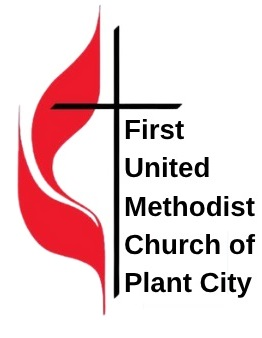 First
United
Methodist
Church of
Plant City